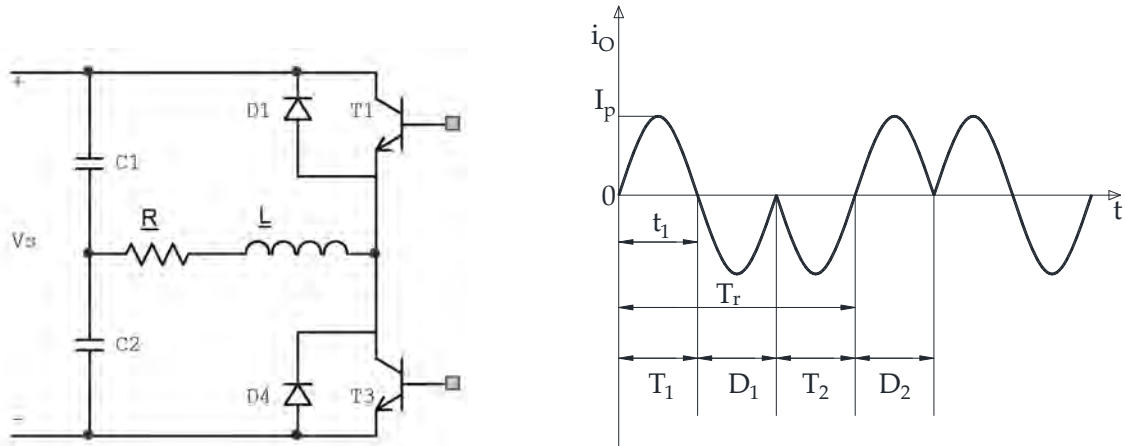 +
D1
T1
C1
R
L
Vs
C2
D4
T3
-
i_O
I_p
0
t
t_1
T_r
T_1 D_1 T_2 D_2